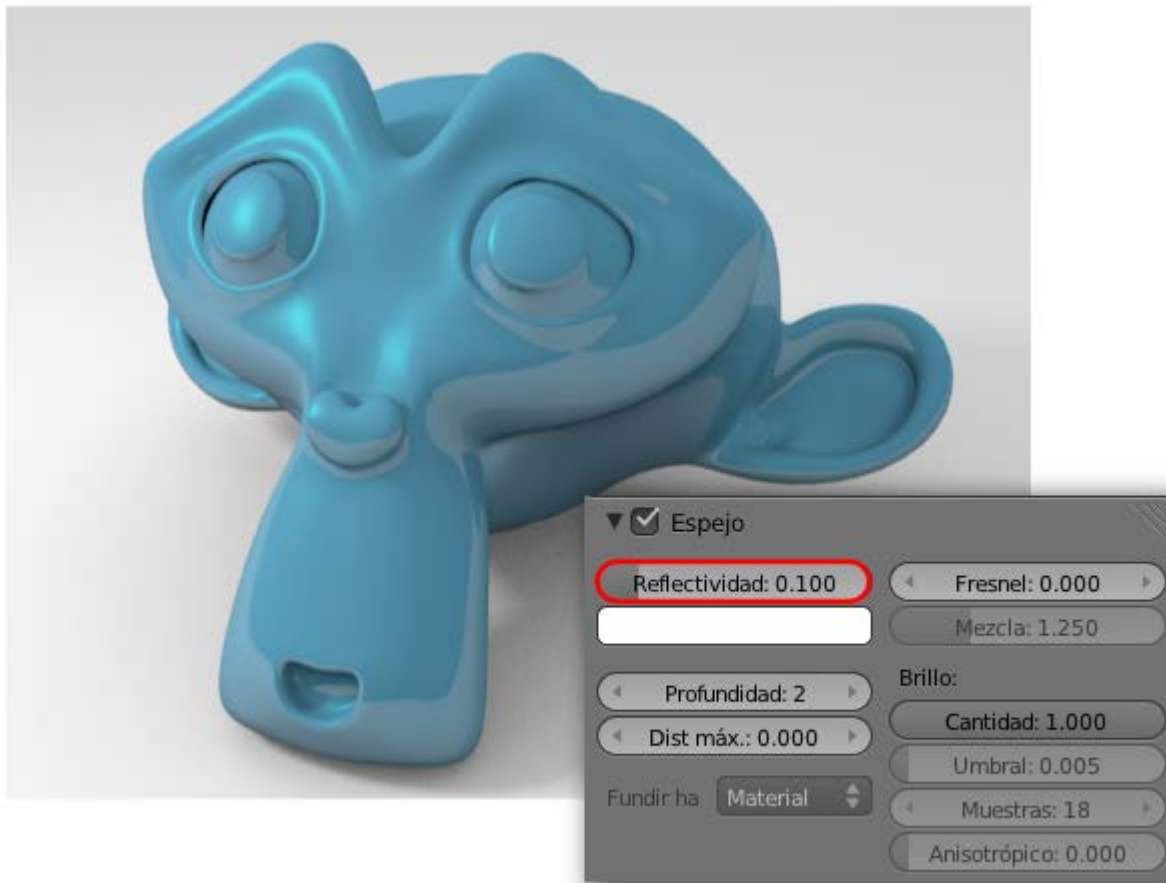 Espejo
Reflectividad: 0.100
Fresnel: 0.000
Mezcla: 1.250
Profundidad: 2
Brillo:
Dist máx.: 0.000
Cantidad: 1.000
Umbral: 0.005
Fundir ha
Material
Muestras: 18
Anisotrópico: 0.000